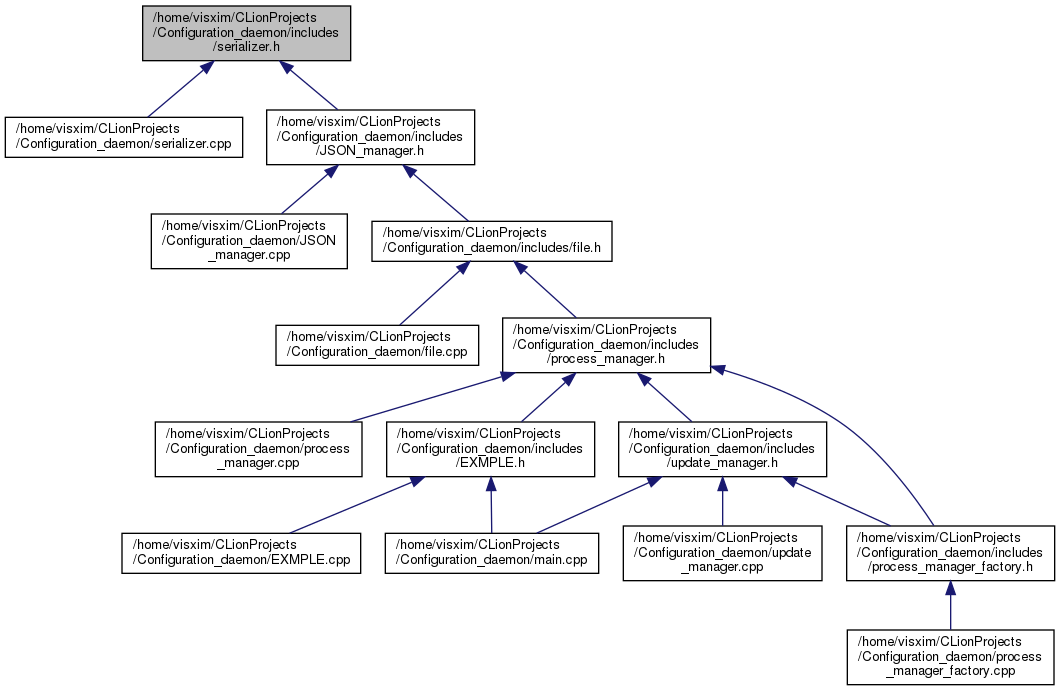 /home/visxim/CLionProjects
/Configuration_daemon/includes
/serializer.h
/home/visxim/CLionProjects
/Configuration_daemon/serializer.cpp
/home/visxim/CLionProjects
/Configuration_daemon/includes
/JSON_manager.h
/home/visxim/CLionProjects
/Configuration_daemon/JSON
_manager.cpp
/home/visxim/CLionProjects
/Configuration_daemon/includes/file.h
/home/visxim/CLionProjects
/Configuration_daemon/file.cpp
/home/visxim/CLionProjects
/Configuration_daemon/includes
/process_manager.h
/home/visxim/CLionProjects
/Configuration_daemon/process
_manager.cpp
/home/visxim/CLionProjects
/Configuration_daemon/includes
/EXMPLE.h
/home/visxim/CLionProjects
/Configuration_daemon/includes
/update_manager.h
/home/visxim/CLionProjects
/Configuration_daemon/EXMPLE.cpp
/home/visxim/CLionProjects
/Configuration_daemon/main.cpp
/home/visxim/CLionProjects
/Configuration_daemon/update
_manager.cpp
/home/visxim/CLionProjects
/Configuration_daemon/includes
/process_manager_factory.h
/home/visxim/CLionProjects
/Configuration_daemon/process
_manager_factory.cpp